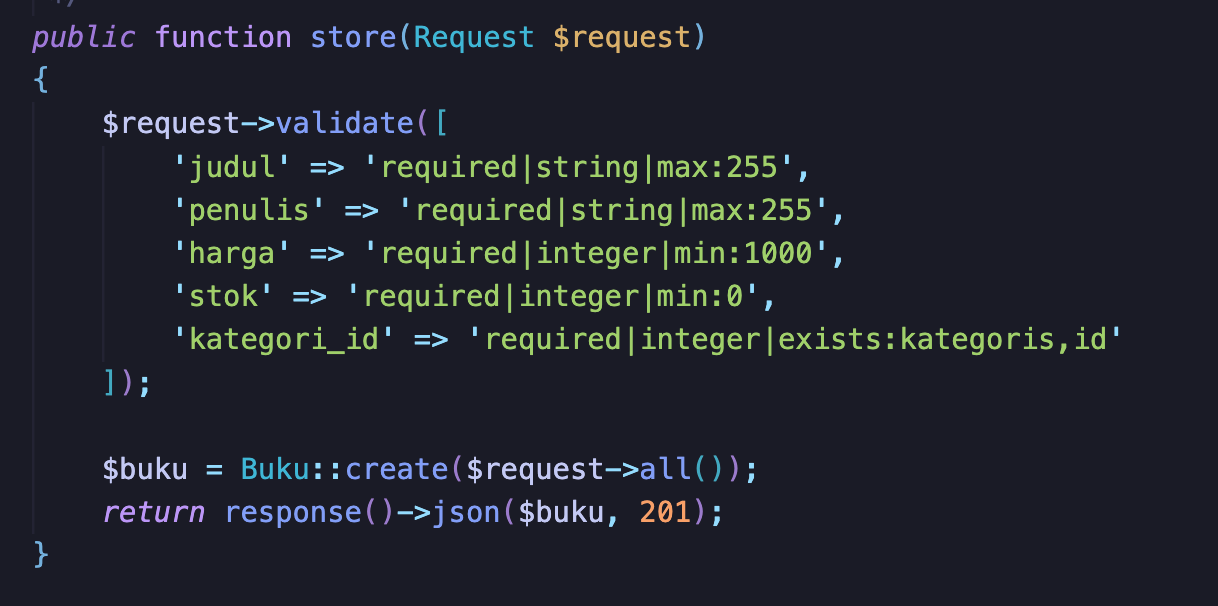 */
public function store(Request $request)
{
    $request->validate([
        'judul' => 'required|string|max:255',
        'penulis' => 'required|string|max:255',
        'harga' => 'required|integer|min:1000',
        'stok' => 'required|integer|min:0',
        'kategori_id' => 'required|integer|exists:kategoris,id'
    ]);

    $buku = Buku::create($request->all());
    return response()->json($buku, 201);
}